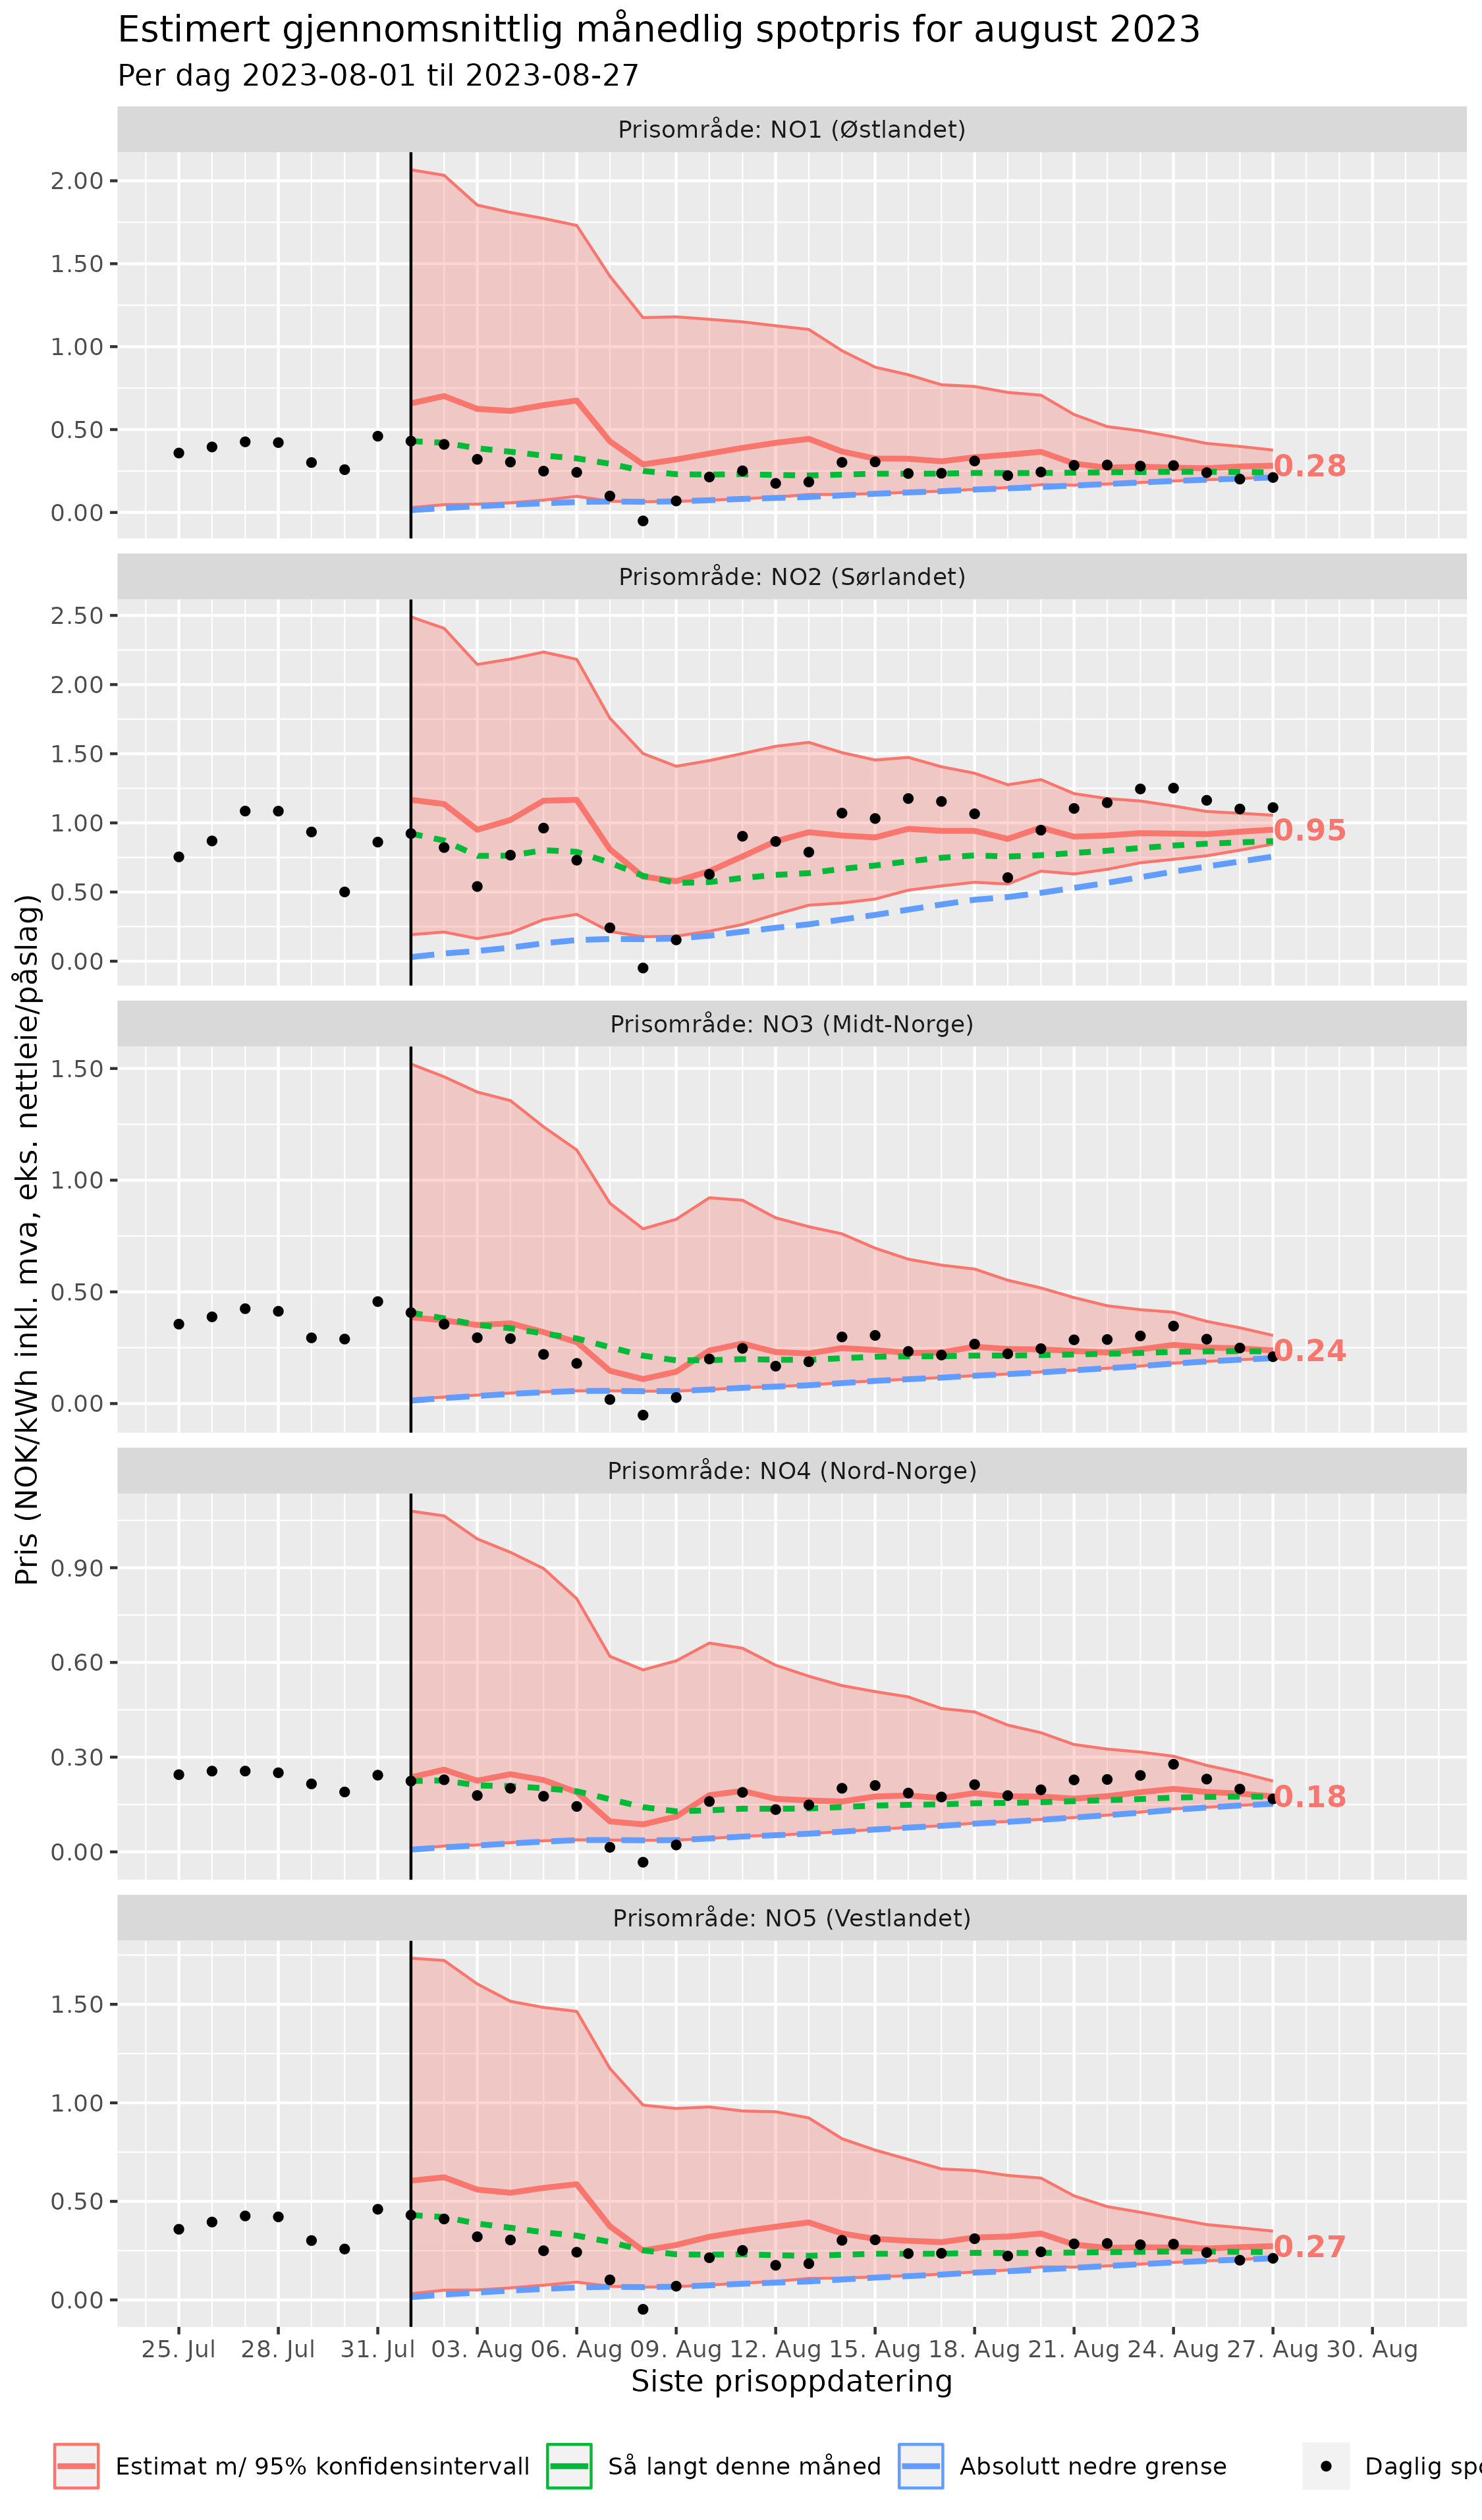 Estimert gjennomsnittlig månedlig spotpris for august 2023
Per dag 2023-08-01 til 2023-08-27
Pris (NOK/kWh inkl. mva, eks. nettleie/påslag)
Prisområde: NO1 (Østlandet)
2.00
1.50
1.00
0.50
0.00
0.28
Prisområde: NO2 (Sørlandet)
2.50
2.00
1.50
1.00
0.50
0.00
0.95
Prisområde: NO3 (Midt-Norge)
1.50
1.00
0.50
0.00
0.24
Prisområde: NO4 (Nord-Norge)
0.90
0.60
0.30
0.00
0.18
Prisområde: NO5 (Vestlandet)
1.50
1.00
0.50
0.00
0.27
25. Jul 28. Jul 31. Jul 03. Aug 06. Aug 09. Aug 12. Aug 15. Aug 18. Aug 21. Aug 24. Aug 27. Aug 30. Aug
Siste prisoppdatering
Estimat m/ 95% konfidensintervall Så langt denne måned Absolutt nedre grense Daglig